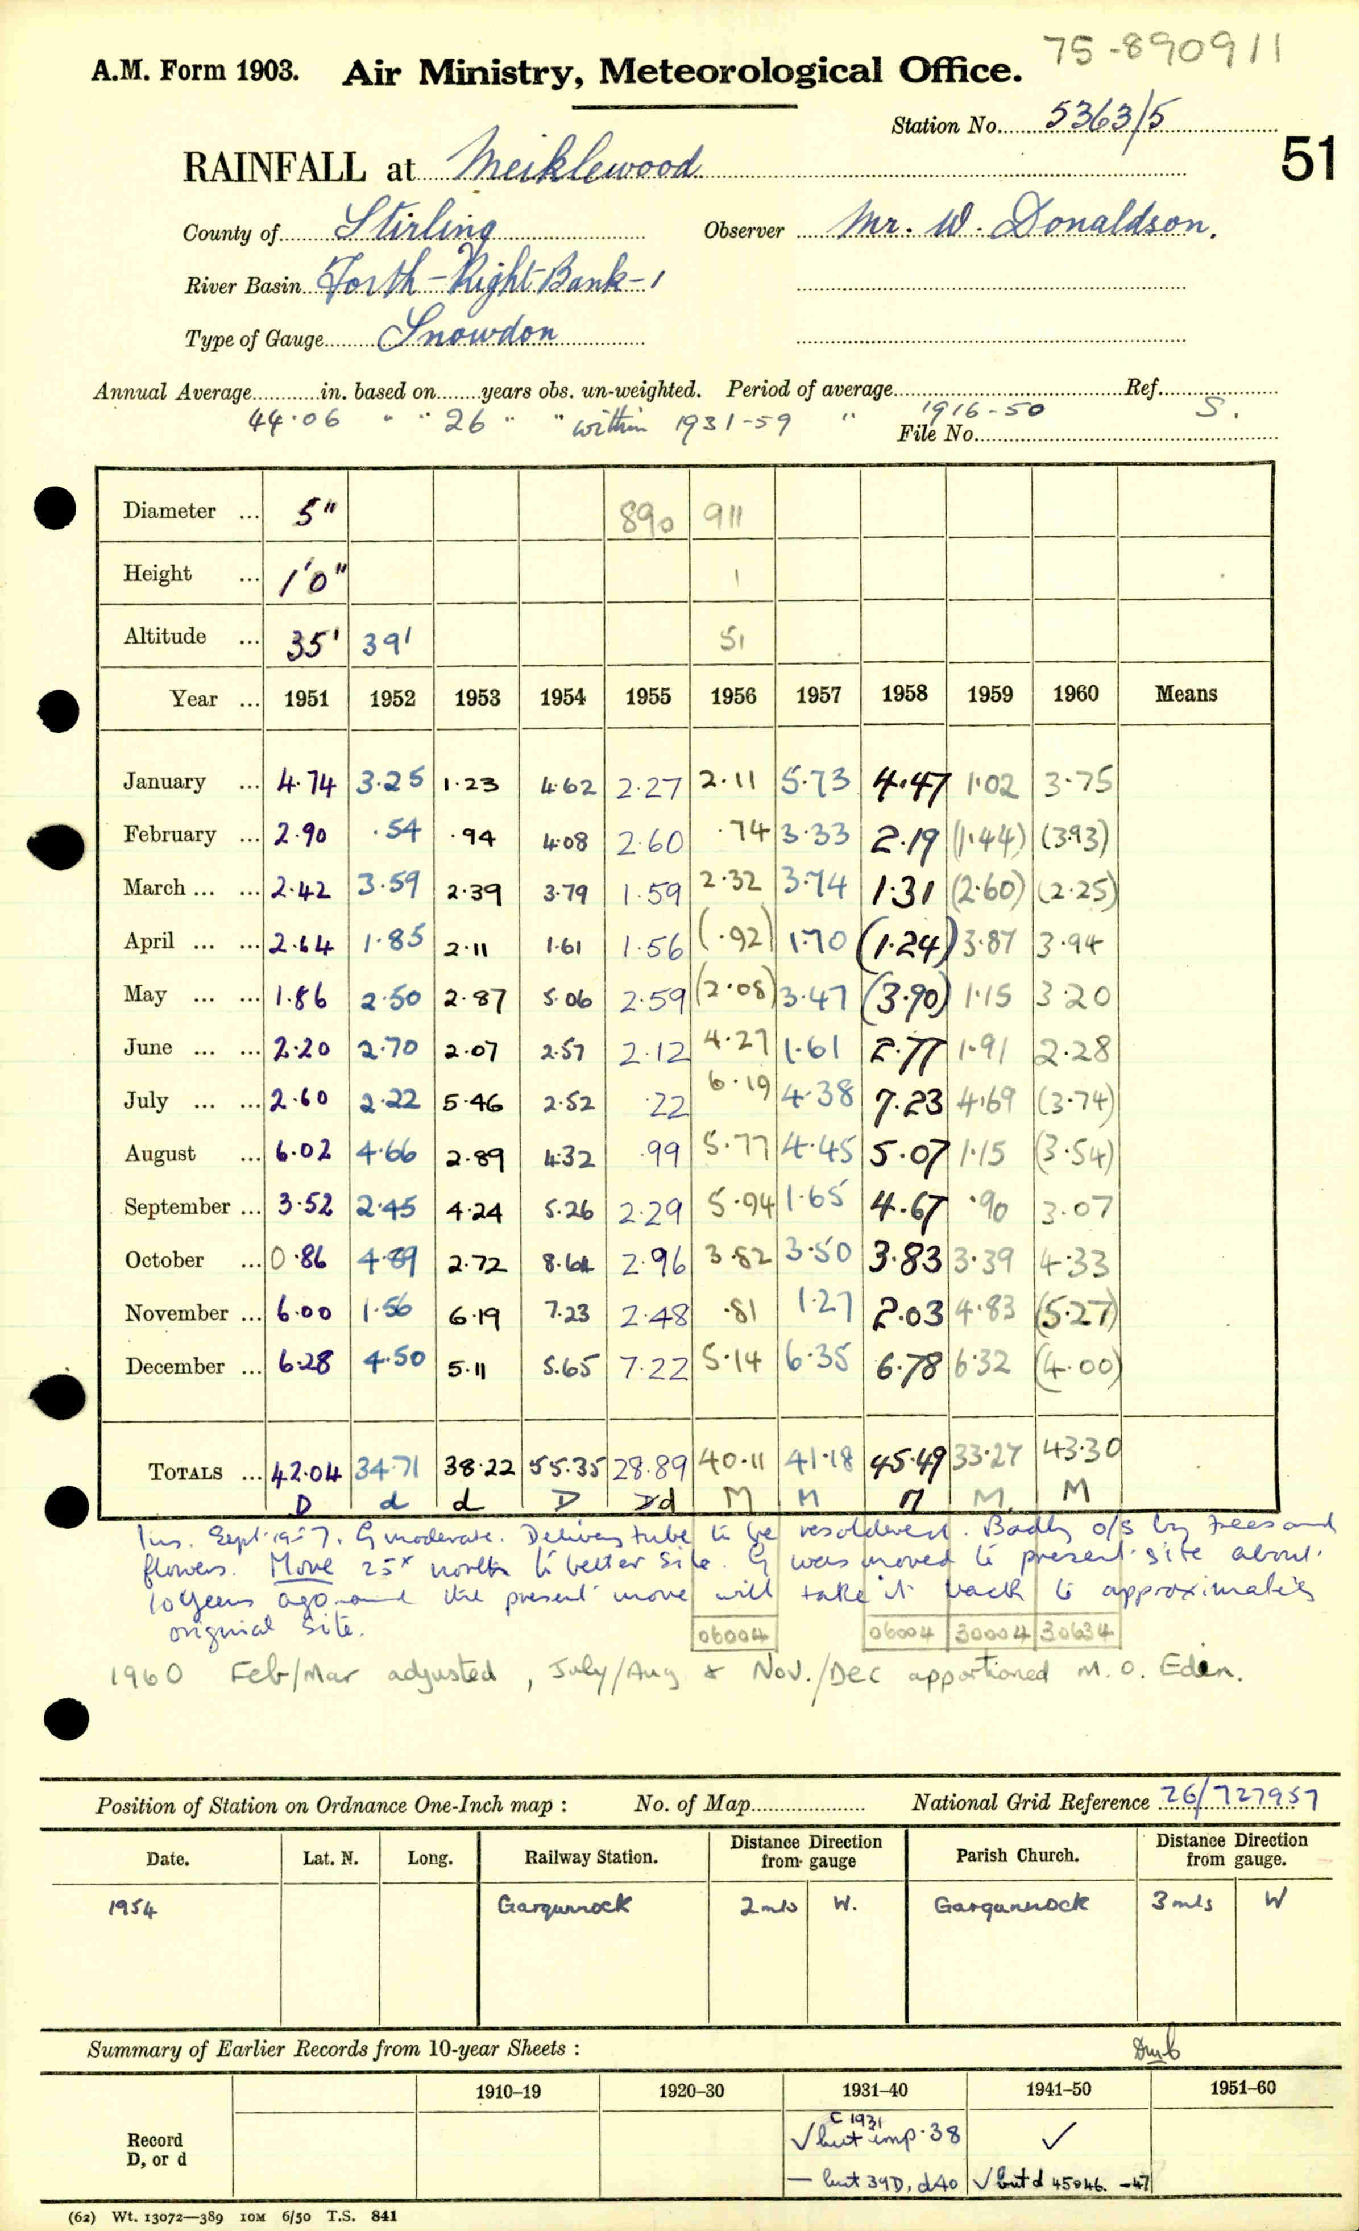 75-890911
A.M. Form 1903. Air Ministry, Meteorological Office.
Station No. 5363/5
51
RAINFALL at Meiklewood
County of Stirling Observer Mr. W. Donaldson.
River Basin Forth-Right Bank-1
Type of Gauge Snowdon
Annual Average in. based on years obs. un-weighted. Period of average Ref.
44.06 " " 26 " " within 1931-59 " 1916-50 S.
File No.
Diameter ... 5" 890 911
Height ... 1'0" 1
Altitude ... 35' 391 51
Year ... 1951 1952 1953 1954 1955 1956 1957 1958 1959 1960 Means
January ... 4.74 3.25 1.23 4.62 2.27 2.11 5.73 4.47 1.02 3.75
February ... 2.90 .54 .94 4.08 2.60 .74 3.33 2.19 (1.44) (3.93)
March ... ... 2.42 3.59 2.39 3.79 1.59 2.32 3.74 1.31 (2.60) (2.25)
April ... ... 2.64 1.85 2.11 1.61 1.56 (.92) 1.70 (1.24) 3.87 3.94
May ... ... 1.86 2.50 2.87 5.06 2.59 (2.08) 3.47 (3.90) 1.15 3.20
June ... ... 2.20 2.70 2.07 2.57 2.12 4.27 1.61 2.77 1.91 2.28
July ... ... 2.60 2.22 5.46 2.52 .22 6.19 4.38 7.23 4.69 (3.74)
August ... 6.02 4.66 2.89 4.32 .99 5.77 4.45 5.07 1.15 (3.54)
September ... 3.52 2.45 4.24 5.26 2.29 5.94 1.65 4.67 .90 3.07
October ... 0.86 4.89 2.72 8.64 2.96 3.82 3.50 3.83 3.39 4.33
November ... 6.00 1.56 6.19 7.23 2.48 .81 1.27 2.03 4.83 (5.27)
December ... 6.28 4.50 5.11 5.65 7.22 5.14 6.35 6.78 6.32 (4.00)
TOTALS ... 42.04 34.71 38.22 55.35 28.89 40.11 41.18 45.49 33.27 43.30
D d d D d M M M M M
Ins. Sept. 1957. G moderate. Delivery tube to be resoldered. Badly o/s by trees and
flowers. Move 25x north to better site. G was moved to present site about
10 years ago and the present move will take it back to approximately
original site.
06004 06004 30004 30634
1960 Feb/Mar adjusted, July/Aug & Nov./Dec apportioned M.O. Edin.
Position of Station on Ordnance One-Inch map : No. of Map National Grid Reference 26/727957
Date. Lat. N. Long. Railway Station. Distance Direction from gauge Parish Church. Distance Direction from gauge.
1954 Gargunnock 2 mls W. Gargunnock 3 mls W
Summary of Earlier Records from 10-year Sheets :
1910–19 1920–30 1931–40 1941–50 1951–60
Record
D, or d
C 1931
✓ but imp. 38 ✓
— but 39D, d40 ✓ but d 45 & 46. -47
(62) Wt. 13072—389 10M 6/50 T.S. 841